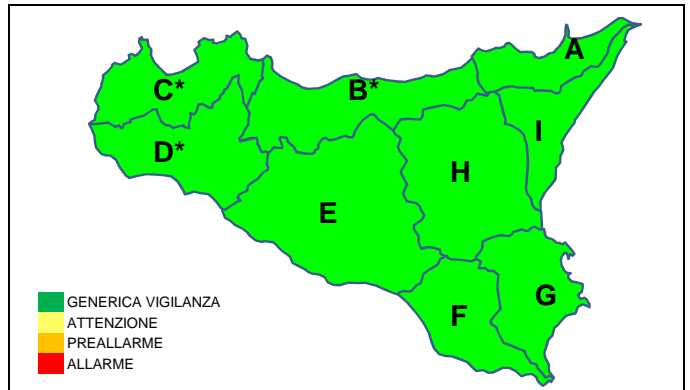 A
C*
B*
I
D*
H
E
G
F
GENERICA VIGILANZA
ATTENZIONE
PREALLARME
ALLARME